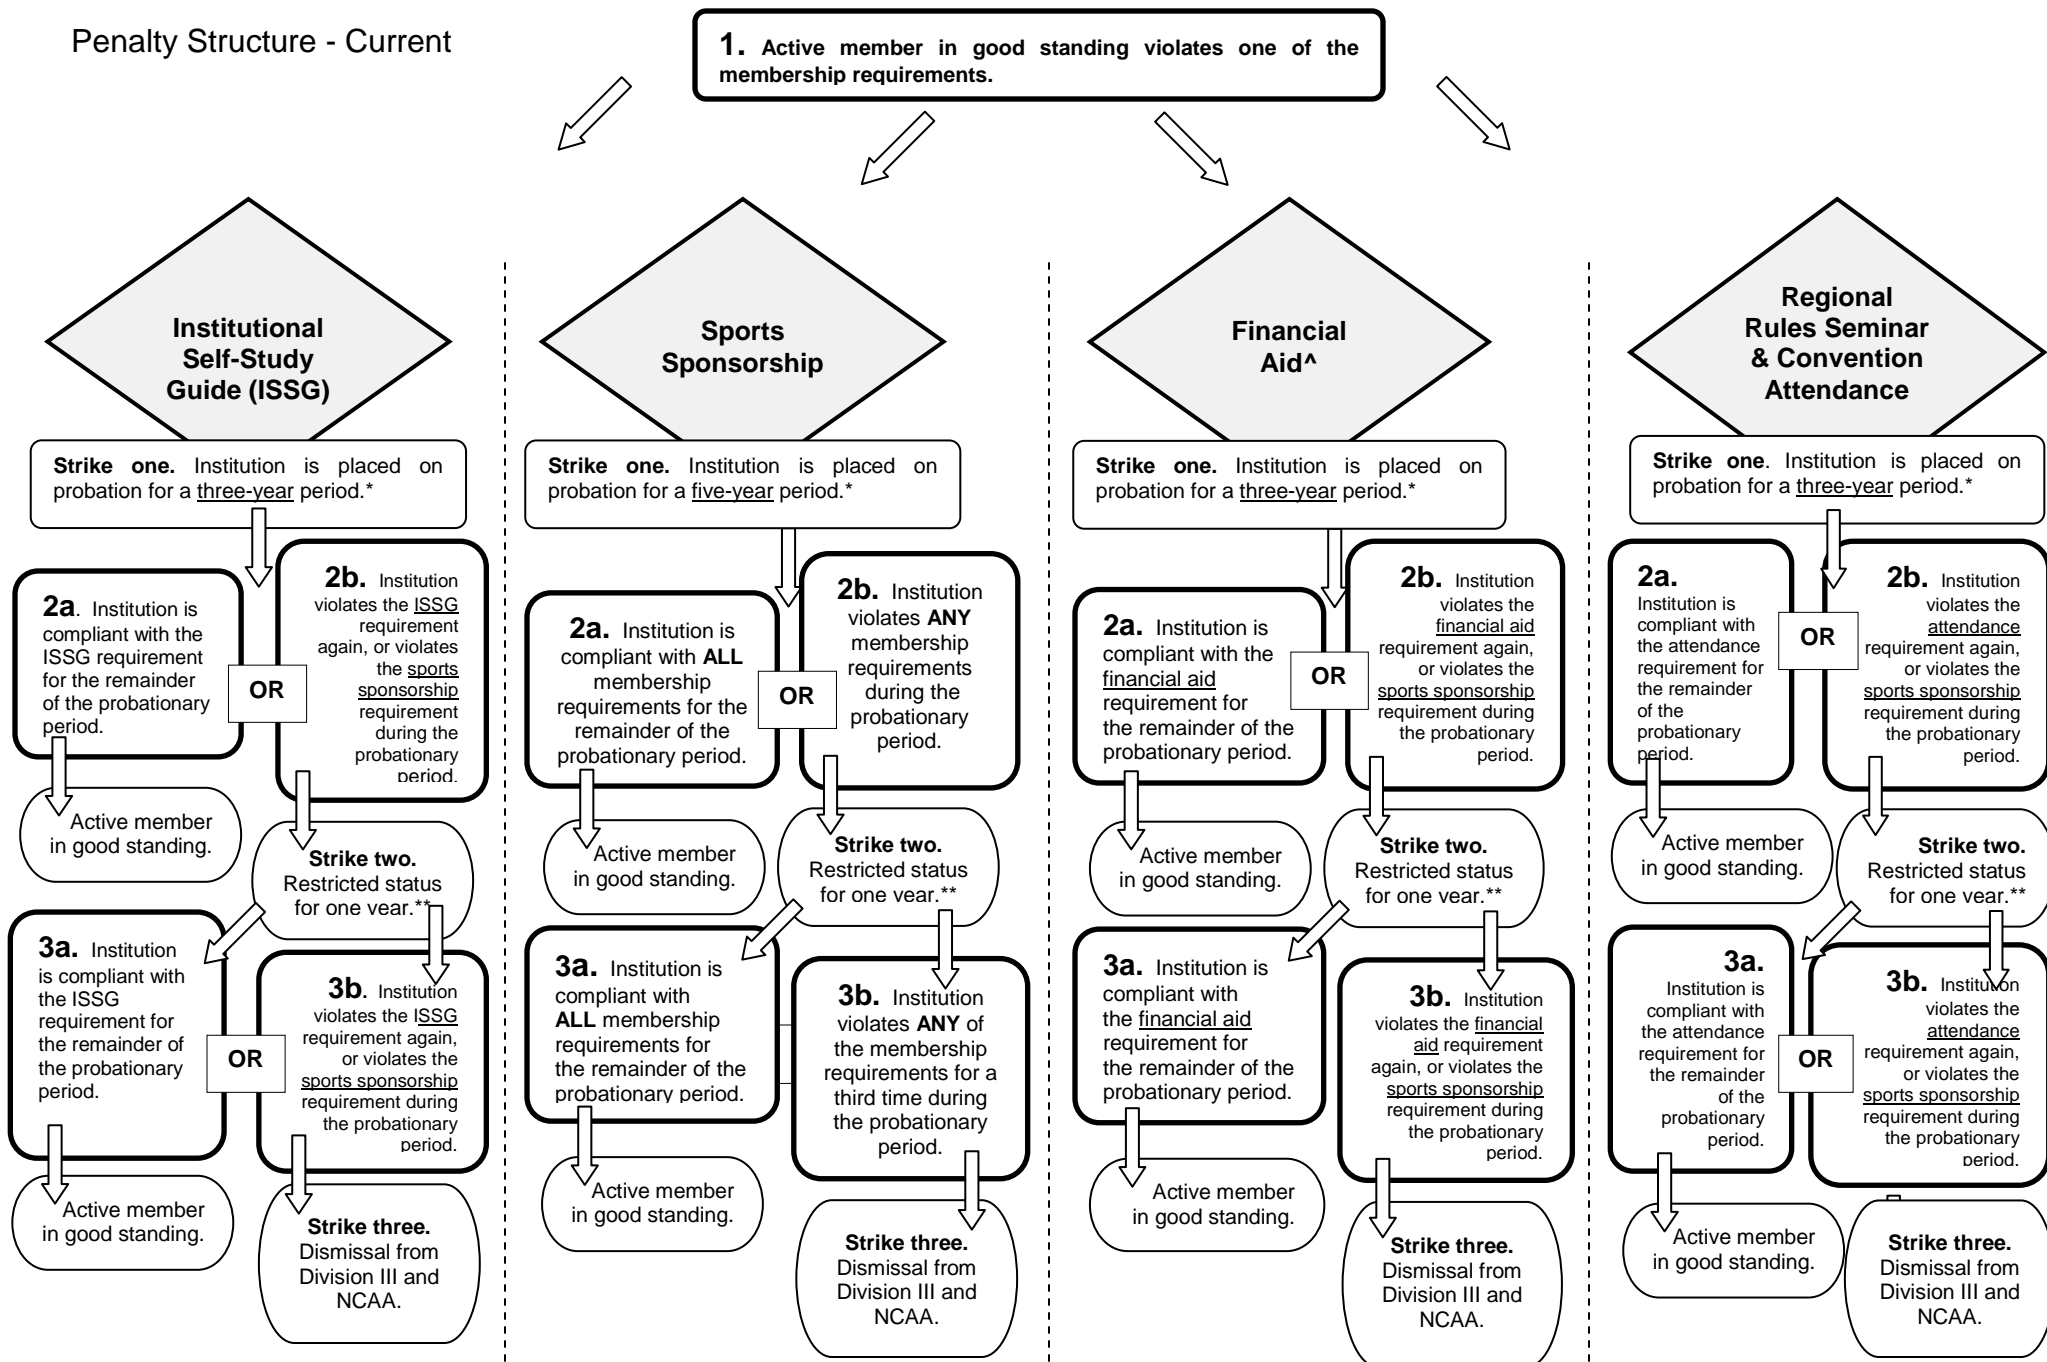 Penalty Structure - Current
1. Active member in good standing violates one of the
membership requirements.
Institutional
Self-Study
Guide (ISSG)
Strike one. Institution is placed on
probation for a three-year period.*
2a. Institution is
compliant with the
ISSG requirement
for the remainder
of the probationary
period.
OR
2b. Institution
violates the ISSG
requirement
again, or violates
the sports
sponsorship
requirement
during the
probationary
period.
Active member
in good standing.
Strike two.
Restricted status
for one year.**
3a. Institution
is compliant with
the ISSG
requirement for
the remainder of
the probationary
period.
OR
3b. Institution
violates the ISSG
requirement again,
or violates the
sports sponsorship
requirement during
the probationary
period.
Active member
in good standing.
Strike three.
Dismissal from
Division III and
NCAA.
Sports
Sponsorship
Strike one. Institution is placed on
probation for a five-year period.*
2a. Institution is
compliant with ALL
membership
requirements for the
remainder of the
probationary period.
OR
2b. Institution
violates ANY
membership
requirements
during the
probationary
period.
Active member
in good standing.
Strike two.
Restricted status
for one year.**
3a. Institution is
compliant with
ALL membership
requirements for
the remainder of the
probationary period.
3b. Institution
violates ANY of
the membership
requirements for a
third time during
the probationary
period.
Active member
in good standing.
Strike three.
Dismissal from
Division III and
NCAA.
Financial
Aid^
Strike one. Institution is placed on
probation for a three-year period.*
2a. Institution is
compliant with the
financial aid
requirement for
the remainder of the
probationary period.
OR
2b. Institution
violates the
financial aid
requirement again,
or violates the
sports sponsorship
requirement during
the probationary
period.
Active member
in good standing.
Strike two.
Restricted status
for one year.**
3a. Institution is
compliant with
the financial aid
requirement for
the remainder of the
probationary period.
3b. Institution
violates the financial
aid requirement
again, or violates the
sports sponsorship
requirement during
the probationary
period.
Active member
in good standing.
Strike three.
Dismissal from
Division III and
NCAA.
Regional
Rules Seminar
& Convention
Attendance
Strike one. Institution is placed on
probation for a three-year period.*
2a.
Institution is
compliant with
the attendance
requirement for
the remainder
of the
probationary
period.
OR
2b. Institution
violates the
attendance
requirement again,
or violates the
sports sponsorship
requirement during
the probationary
period.
Active member
in good standing.
Strike two.
Restricted status
for one year.**
3a.
Institution is
compliant with
the attendance
requirement for
the remainder
of the
probationary
period.
OR
3b. Institution
violates the
attendance
requirement again,
or violates the
sports sponsorship
requirement during
the probationary
period.
Active member
in good standing.
Strike three.
Dismissal from
Division III and
NCAA.